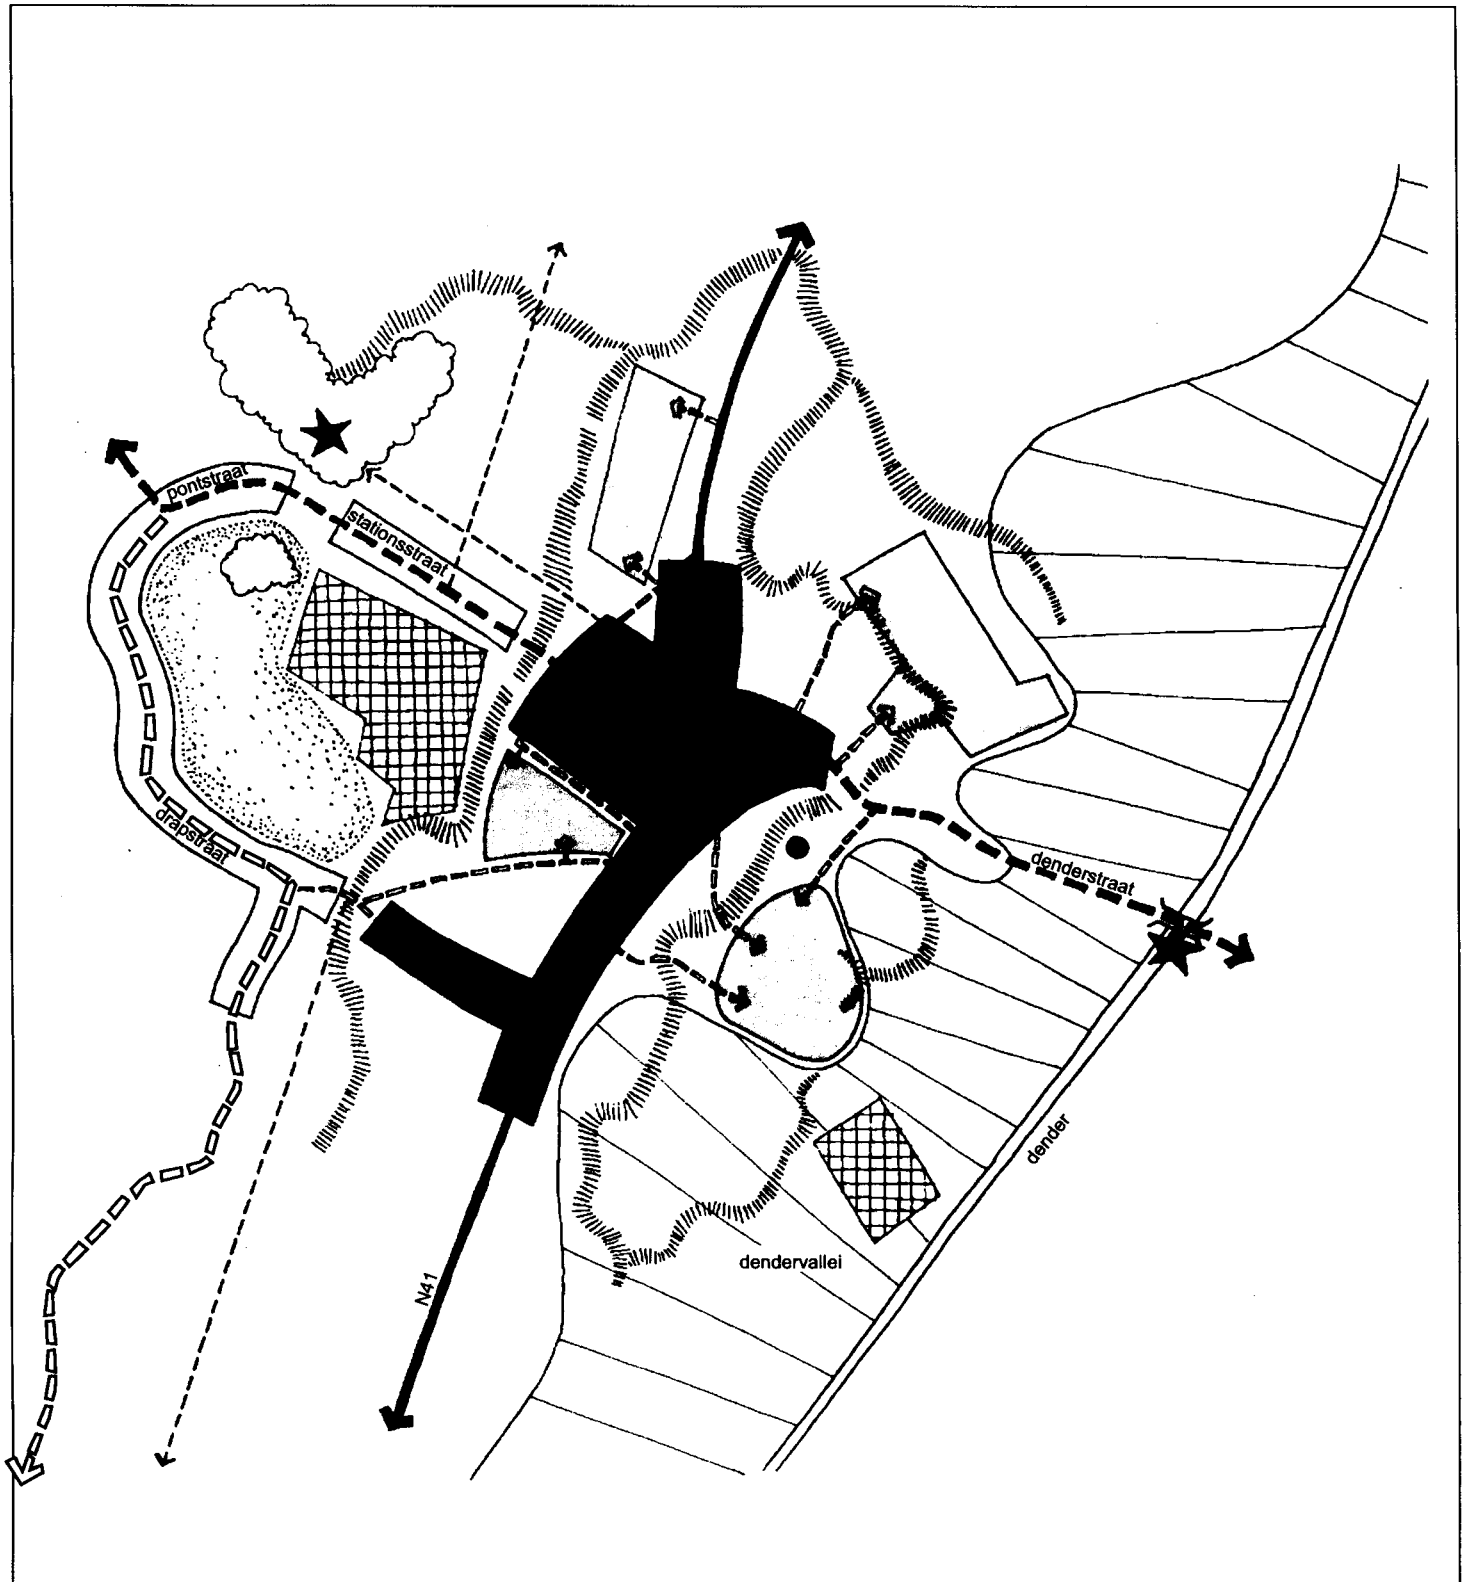 pontstraat
stationsstraat
drapstraat
denderstraat
dender
dendervallei
N41